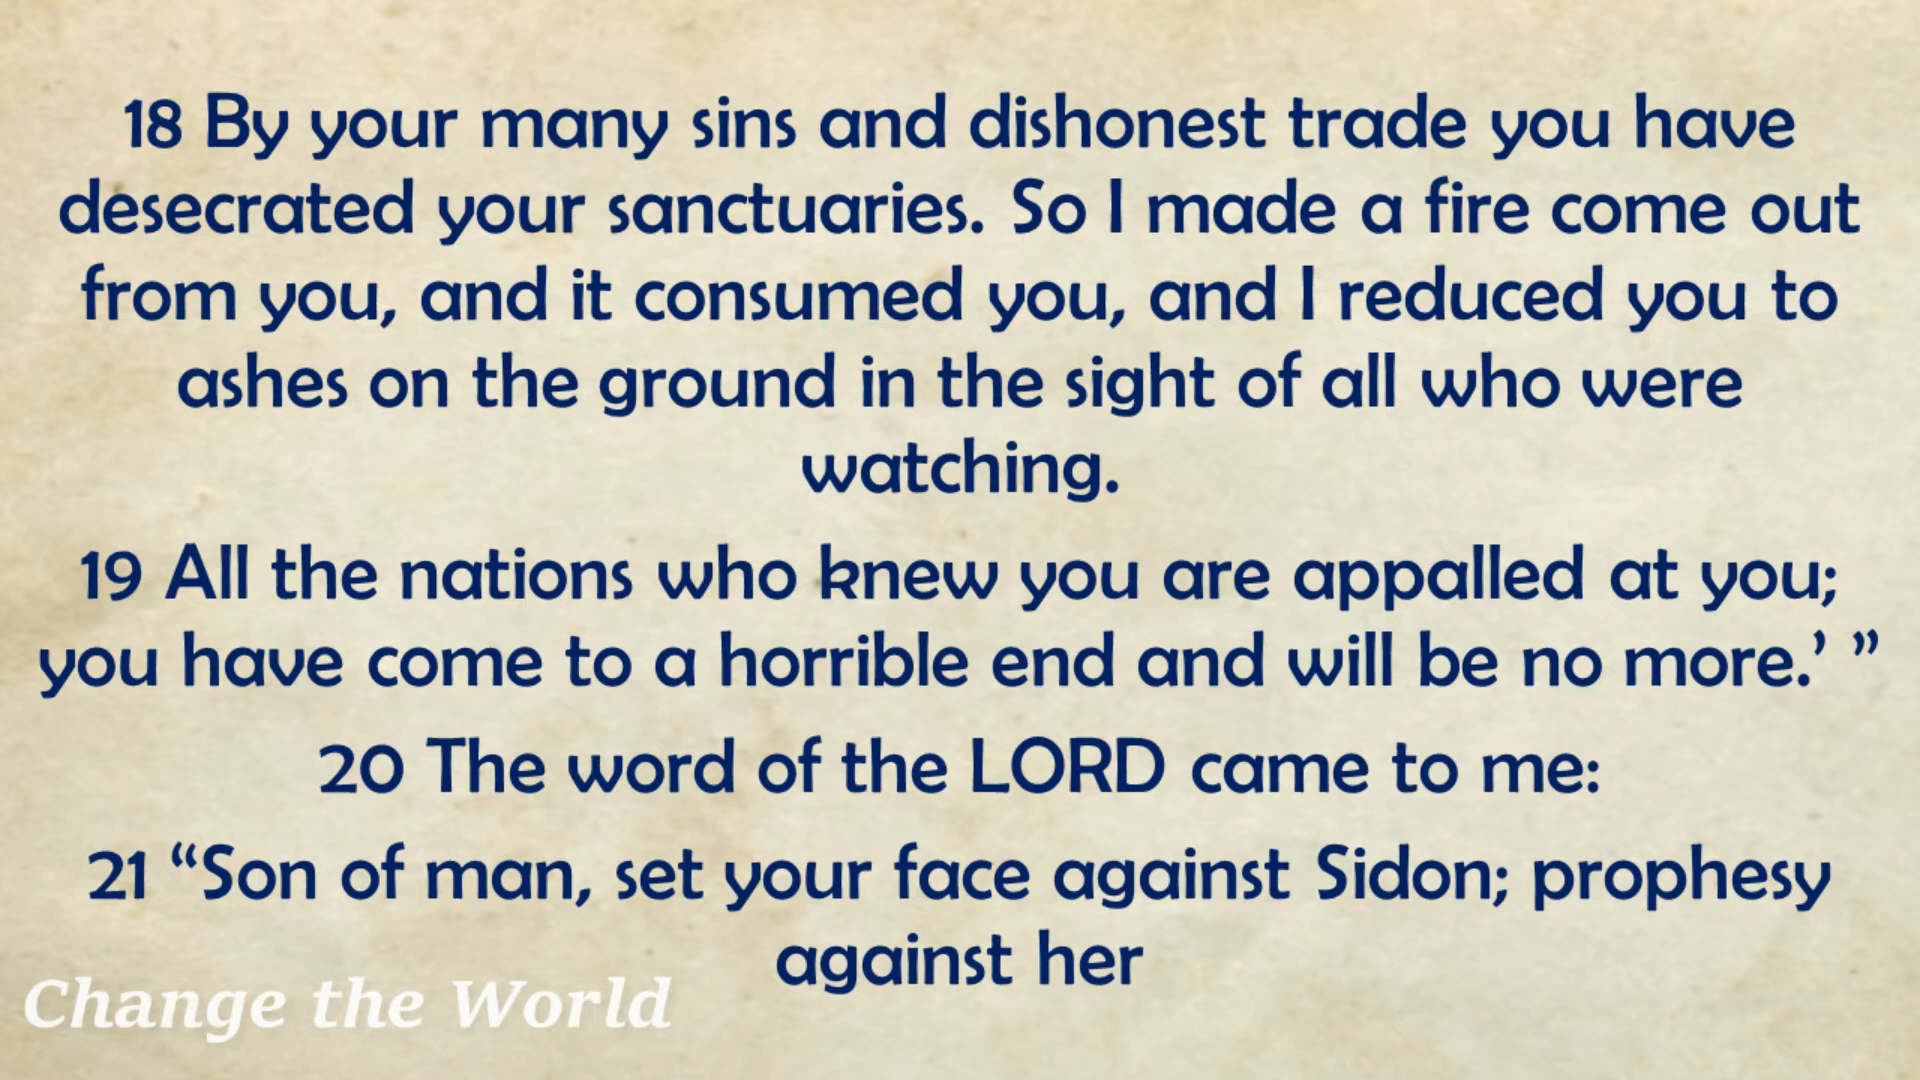 18 By your many sins and dishonest trade you have
desecrated your sanctuaries. So I made a fire come out
from you, and it consumed you, and I reduced you to
ashes on the ground in the sight of all who were
watching.
19 All the nations who knew you are appalled at you;
you have come to a horrible end and will be no more.’ ”
20 The word of the LORD came to me:
21 “Son of man, set your face against Sidon; prophesy
against her
Change the World